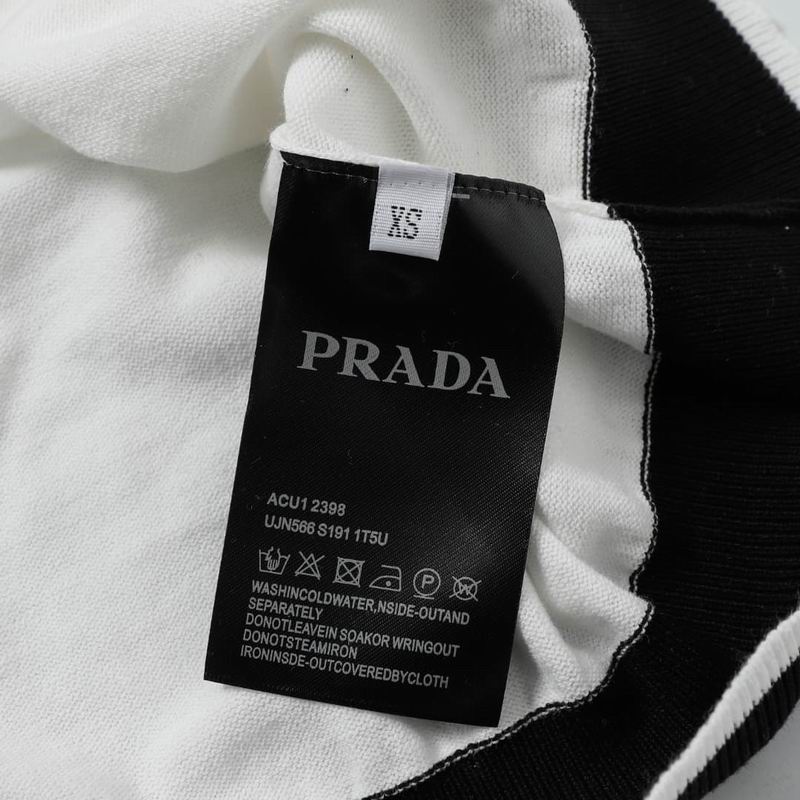 XS
PRADA
ACU1 2398
UJN566 S191 1T5U
P
W
WASHINCOLDWATER,NSIDE-OUTAND
SEPARATELY
DONOTLEAVEIN SOAKOR WRINGOUT
DONOTSTEAMIRON
IRONINSDE-OUTCOVEREDBYCLOTH